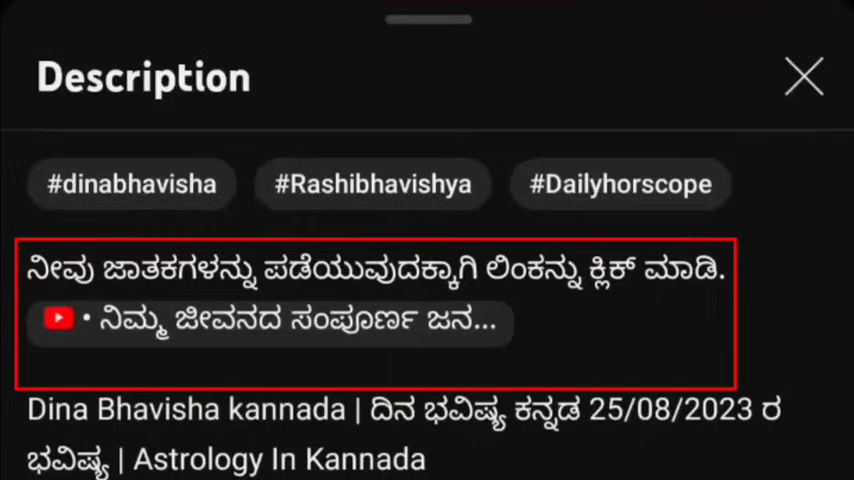 Description
#dinabhavisha #Rashibhavishya #Dailyhorscope
ನೀವು ಜಾತಕಗಳನ್ನು ಪಡೆಯುವುದಕ್ಕಾಗಿ ಲಿಂಕನ್ನು ಕ್ಲಿಕ್ ಮಾಡಿ.
• ನಿಮ್ಮ ಜೀವನದ ಸಂಪೂರ್ಣ ಜನ...
Dina Bhavisha kannada | ದಿನ ಭವಿಷ್ಯ ಕನ್ನಡ 25/08/2023 ರ
ಭವಿಷ್ಯ | Astrology In Kannada